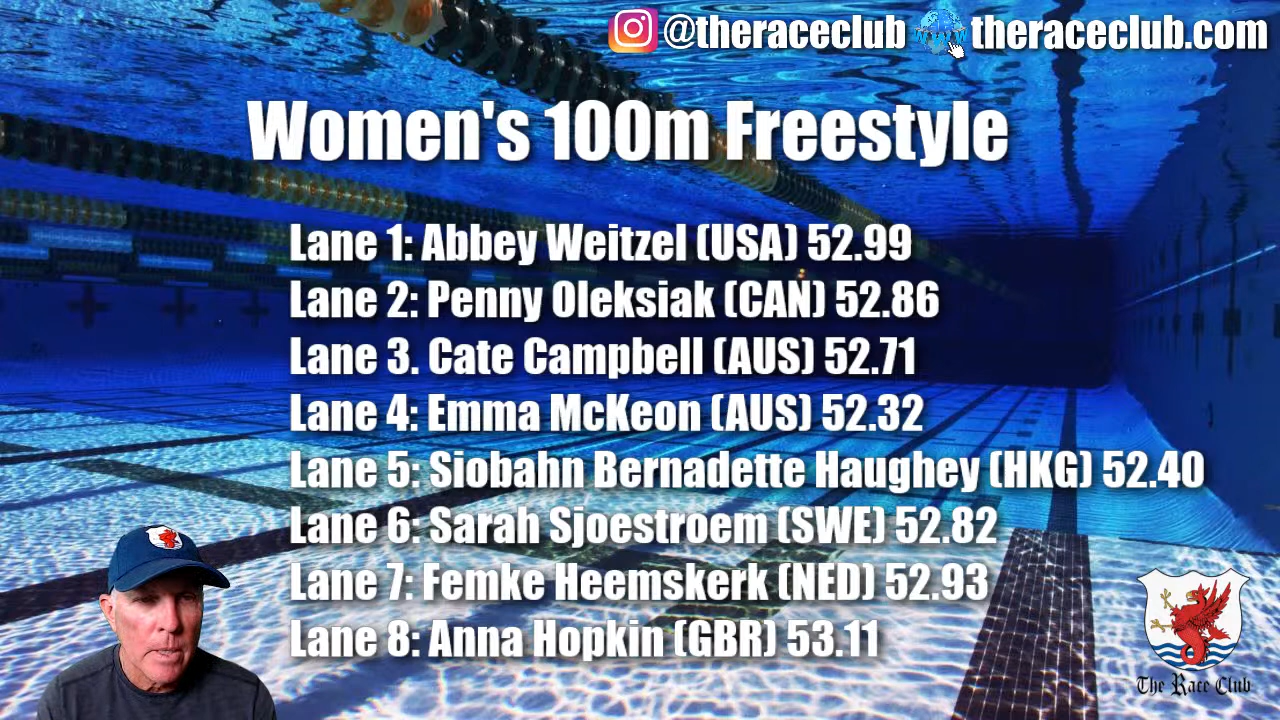 @theraceclub www theraceclub.com
Women's 100m Freestyle
Lane 1: Abbey Weitzel (USA) 52.99
Lane 2: Penny Oleksiak (CAN) 52.86
Lane 3. Cate Campbell (AUS) 52.71
Lane 4: Emma McKeon (AUS) 52.32
Lane 5: Siobahn Bernadette Haughey (HKG) 52.40
Lane 6: Sarah Sjoestroem (SWE) 52.82
Lane 7: Femke Heemskerk (NED) 52.93
Lane 8: Anna Hopkin (GBR) 53.11
The Race Club